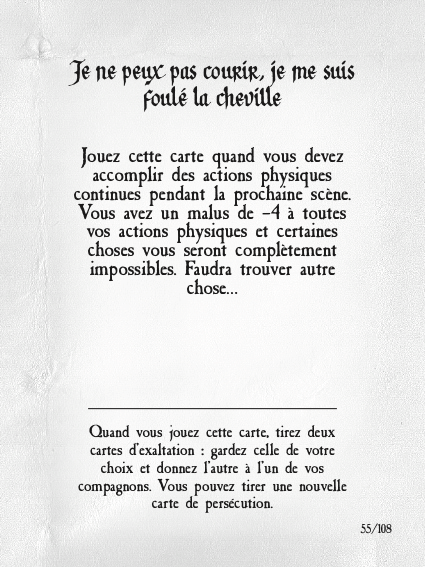 Je ne peux pas courir, je me suis
foulé la cheville
Jouez cette carte quand vous devez
accomplir des actions physiques
continues pendant la prochaine scène.
Vous avez un malus de -4 à toutes
vos actions physiques et certaines
choses vous seront complètement
impossibles. Faudra trouver autre
chose...
Quand vous jouez cette carte, tirez deux
cartes d'exaltation : gardez celle de votre
choix et donnez l'autre à l'un de vos
compagnons. Vous pouvez tirer une nouvelle
carte de persécution.
55/108